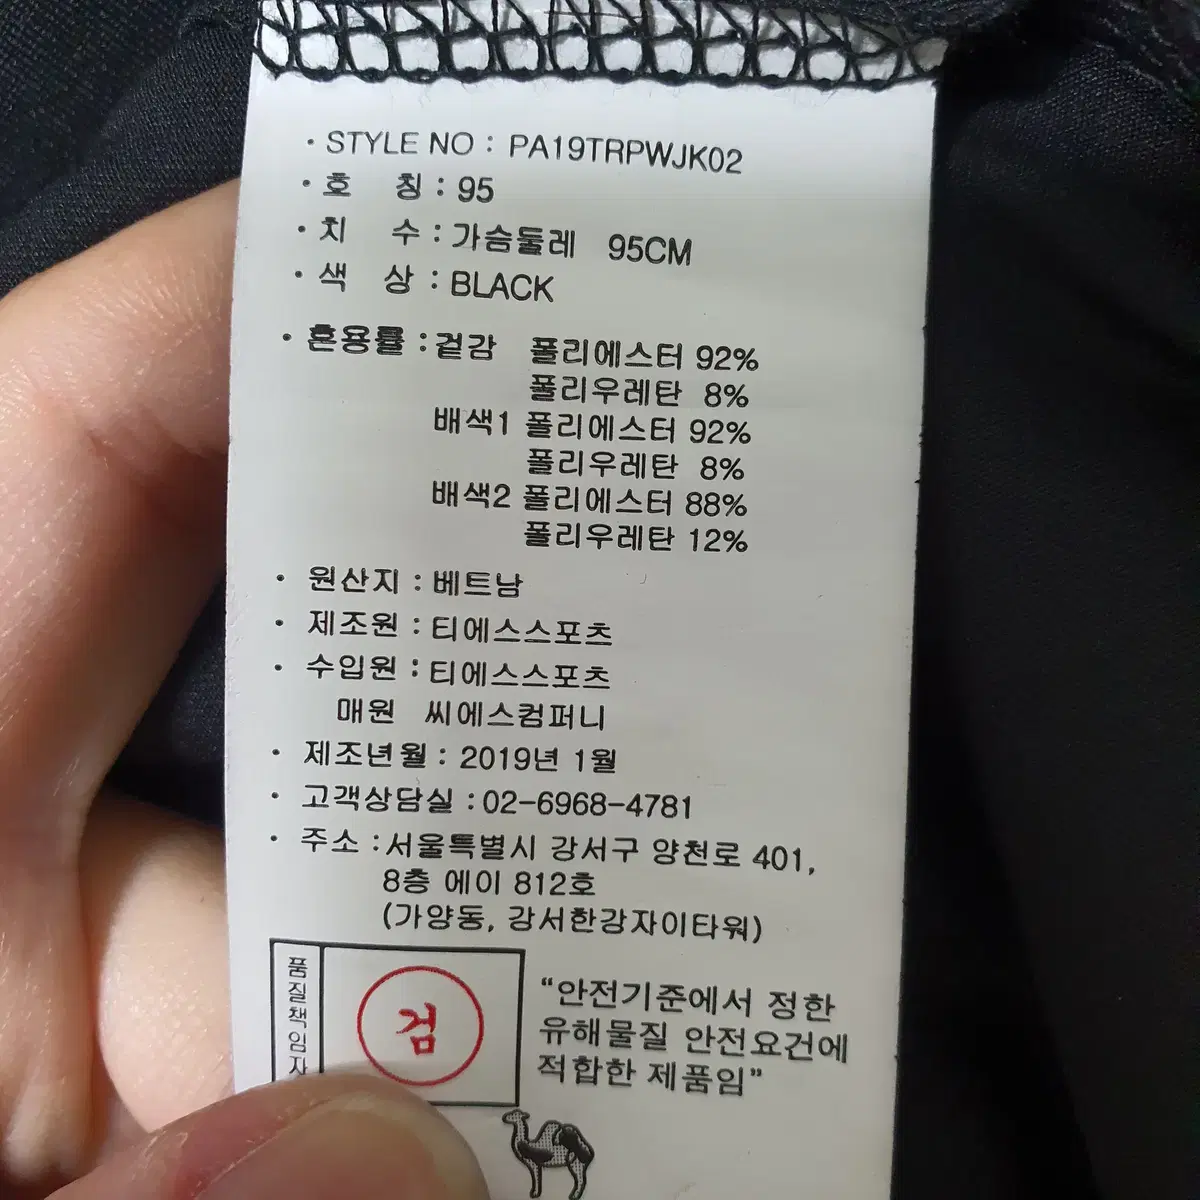 · STYLE NO : PA19TRPWJK02
· 호 칭 : 95
· 치 수 : 가슴둘레 95CM
· 색 상 : BLACK
· 혼용률 : 겉감 폴리에스터 92%
폴리우레탄 8%
배색1 폴리에스터 92%
폴리우레탄 8%
배색2 폴리에스터 88%
폴리우레탄 12%
· 원산지 : 베트남
· 제조원 : 티에스스포츠
· 수입원 : 티에스스포츠
매원 씨에스컴퍼니
· 제조년월 : 2019년 1월
· 고객상담실 : 02-6968-4781
· 주소 : 서울특별시 강서구 양천로 401,
8층 에이 812호
(가양동, 강서한강자이타워)
품질책임자
검
“안전기준에서 정한
유해물질 안전요건에
적합한 제품임”